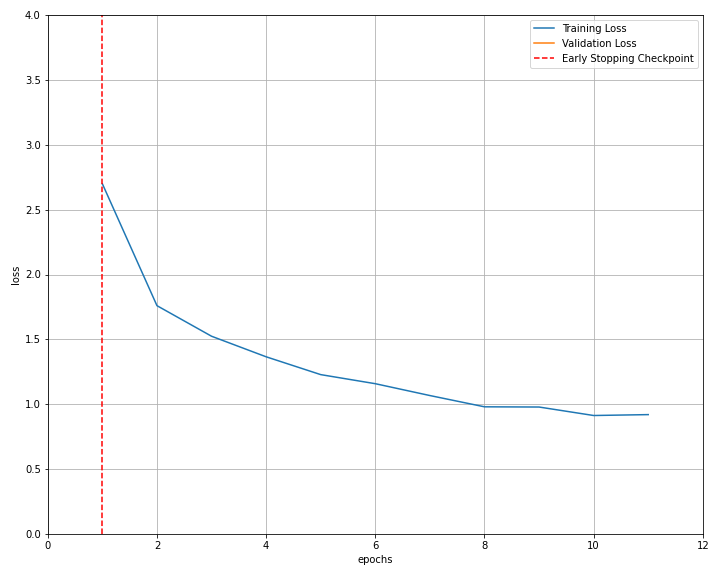 Training Loss
Validation Loss
Early Stopping Checkpoint
4.0
3.5
3.0
2.5
2.0
1.5
1.0
0.5
0.0
loss
0 2 4 6 8 10 12
epochs